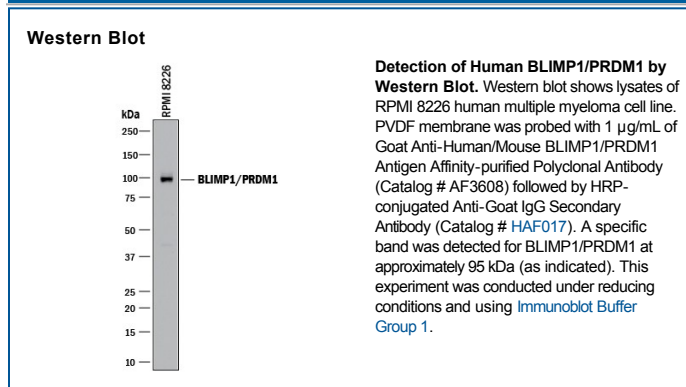 Western Blot
RPMI 8226
kDa
250
150
100
75
50
37
25
20
15
10
BLIMP1/PRDM1
Detection of Human BLIMP1/PRDM1 by
Western Blot. Western blot shows lysates of
RPMI 8226 human multiple myeloma cell line.
PVDF membrane was probed with 1 µg/mL of
Goat Anti-Human/Mouse BLIMP1/PRDM1
Antigen Affinity-purified Polyclonal Antibody
(Catalog # AF3608) followed by HRP-
conjugated Anti-Goat IgG Secondary
Antibody (Catalog # HAF017). A specific
band was detected for BLIMP1/PRDM1 at
approximately 95 kDa (as indicated). This
experiment was conducted under reducing
conditions and using Immunoblot Buffer
Group 1.